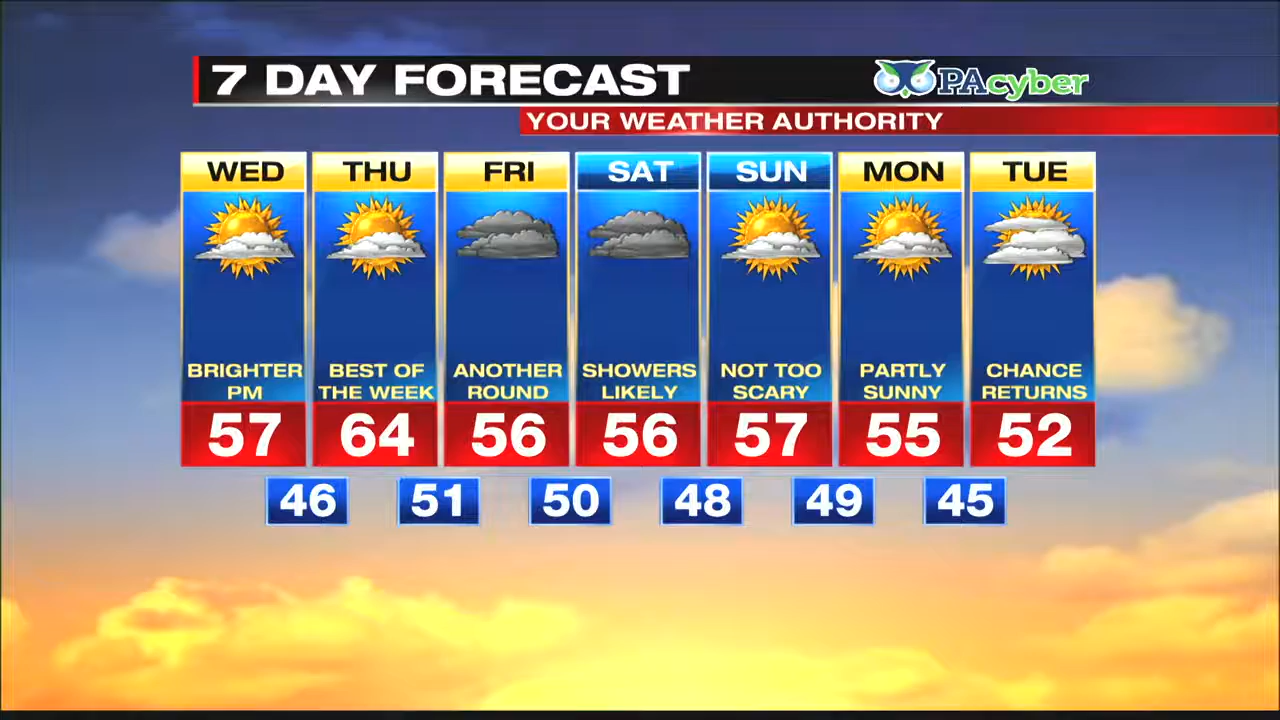 7 DAY FORECAST
PAcyber
YOUR WEATHER AUTHORITY
WED THU FRI SAT SUN MON TUE
BRIGHTER BEST OF ANOTHER SHOWERS NOT TOO PARTLY CHANCE
PM THE WEEK ROUND LIKELY SCARY SUNNY RETURNS
57 64 56 56 57 55 52
46 51 50 48 49 45